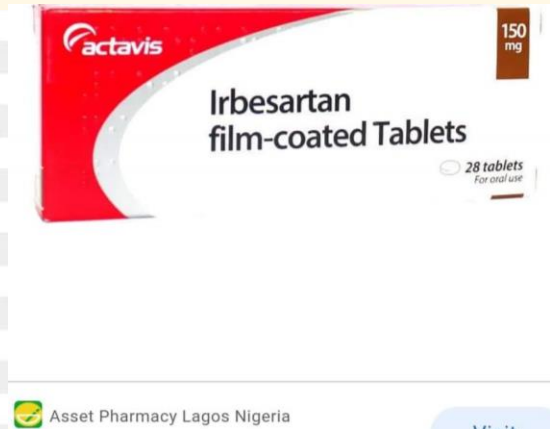 actavis
150
mg
Irbesartan
film-coated Tablets
28 tablets
For oral use
Asset Pharmacy Lagos Nigeria